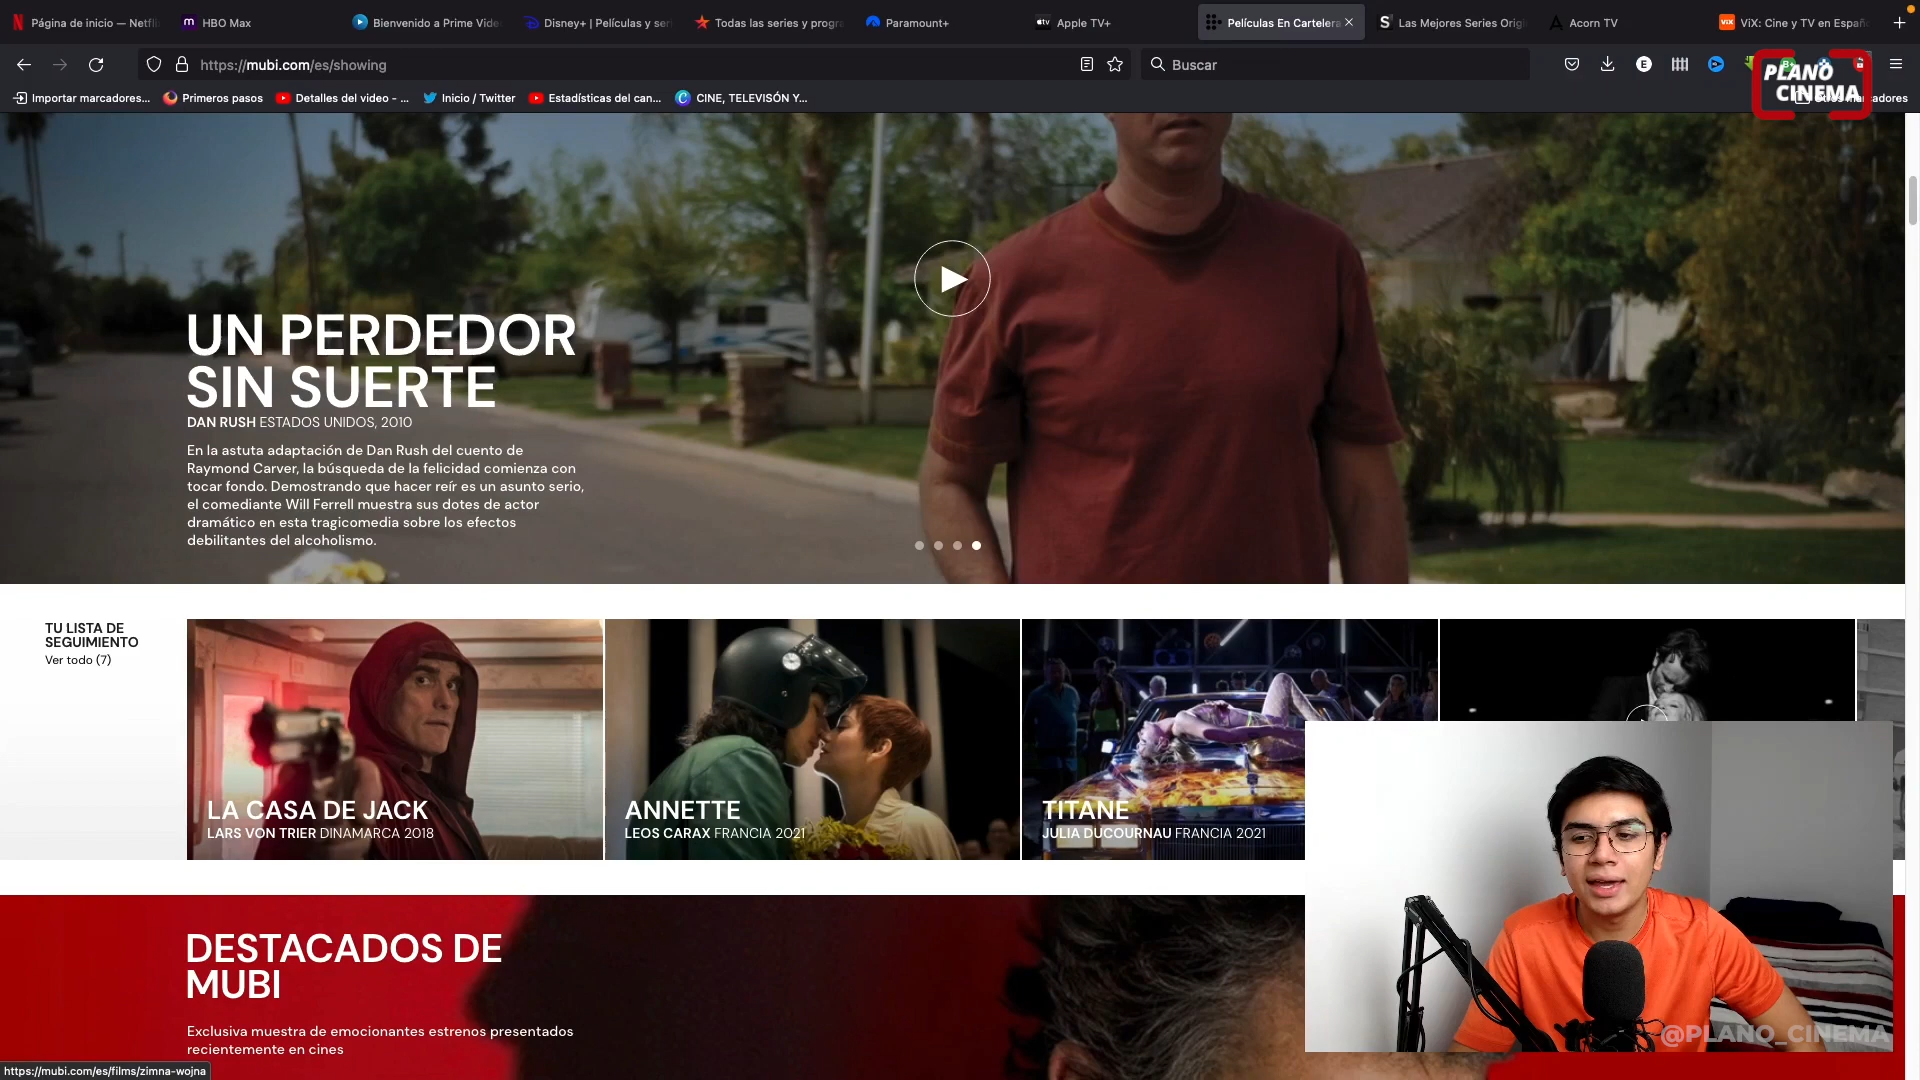 Página de inicio — Netfli
HBO Max
Bienvenido a Prime Vide
Disney+ | Películas y ser
Todas las series y progra
Paramount+
Apple TV+
Películas En Cartelera
Las Mejores Series Origi
Acorn TV
ViX: Cine y TV en Españ
https://mubi.com/es/showing
Buscar
Importar marcadores...
Primeros pasos
Detalles del video - ...
Inicio / Twitter
Estadísticas del can...
CINE, TELEVISÓN Y...
PLANO
CINEMA
UN PERDEDOR
SIN SUERTE
DAN RUSH ESTADOS UNIDOS, 2010
En la astuta adaptación de Dan Rush del cuento de
Raymond Carver, la búsqueda de la felicidad comienza con
tocar fondo. Demostrando que hacer reír es un asunto serio,
el comediante Will Ferrell muestra sus dotes de actor
dramático en esta tragicomedia sobre los efectos
debilitantes del alcoholismo.
TU LISTA DE
SEGUIMIENTO
Ver todo (7)
LA CASA DE JACK
LARS VON TRIER DINAMARCA 2018
ANNETTE
LEOS CARAX FRANCIA 2021
TITANE
JULIA DUCOURNAU FRANCIA 2021
DESTACADOS DE
MUBI
Exclusiva muestra de emocionantes estrenos presentados
recientemente en cines
@PLANO_CINEMA
https://mubi.com/es/films/zimna-wojna